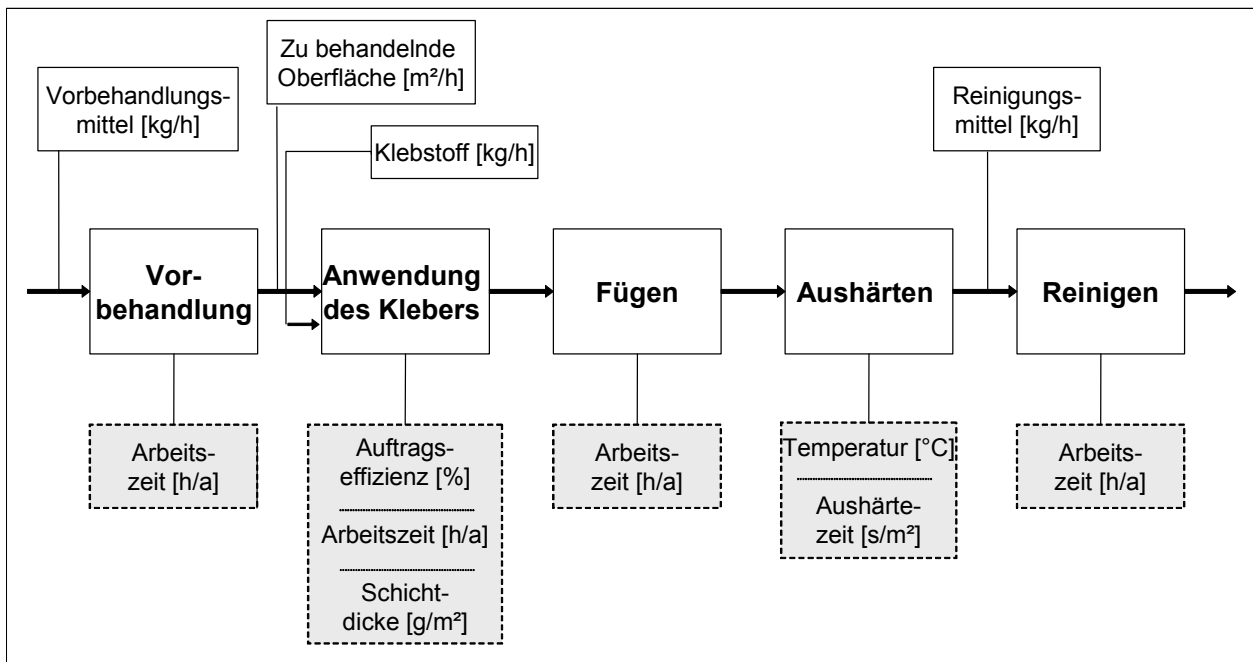 Zu behandelnde
Oberfläche [m²/h]
Vorbehandlungs-
mittel [kg/h]
Klebstoff [kg/h]
Reinigungs-
mittel [kg/h]
Vor-
behandlung
Anwendung
des Klebers
Fügen
Aushärten
Reinigen
Arbeits-
zeit [h/a]
Auftrags-
effizienz [%]
Arbeitszeit [h/a]
Schicht-
dicke [g/m²]
Arbeits-
zeit [h/a]
Temperatur [°C]
Aushärte-
zeit [s/m²]
Arbeits-
zeit [h/a]